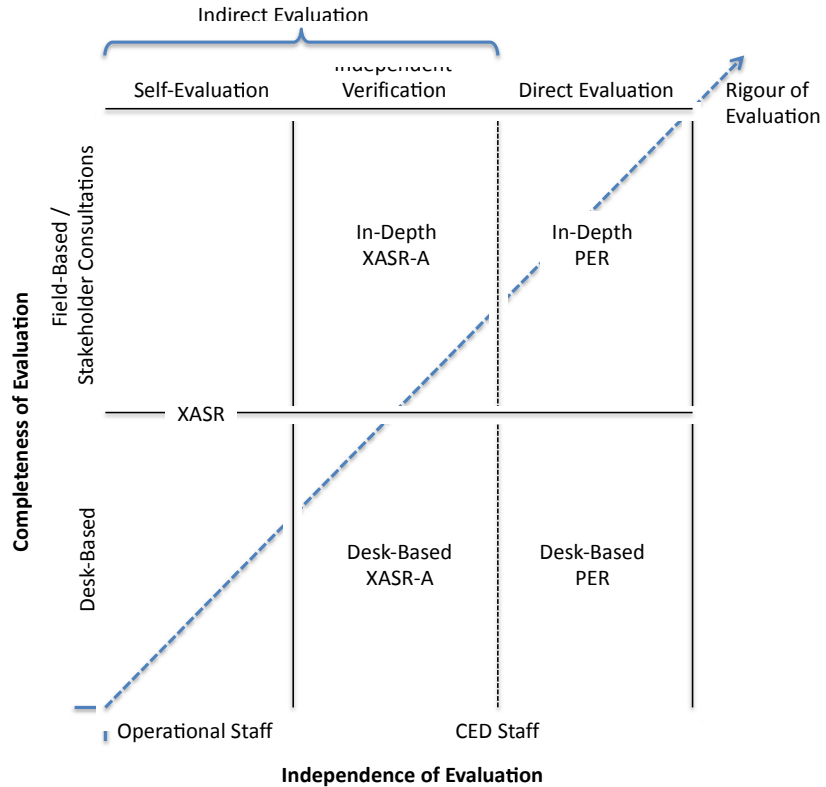 Indirect Evaluation
Independent
Self-Evaluation
Verification
Direct Evaluation
Rigour of
Evaluation
Completeness of Evaluation
Field-Based /
Stakeholder Consultations
In-Depth
XASR-A
In-Depth
PER
XASR
Desk-Based
Desk-Based
XASR-A
Desk-Based
PER
Operational Staff
CED Staff
Independence of Evaluation